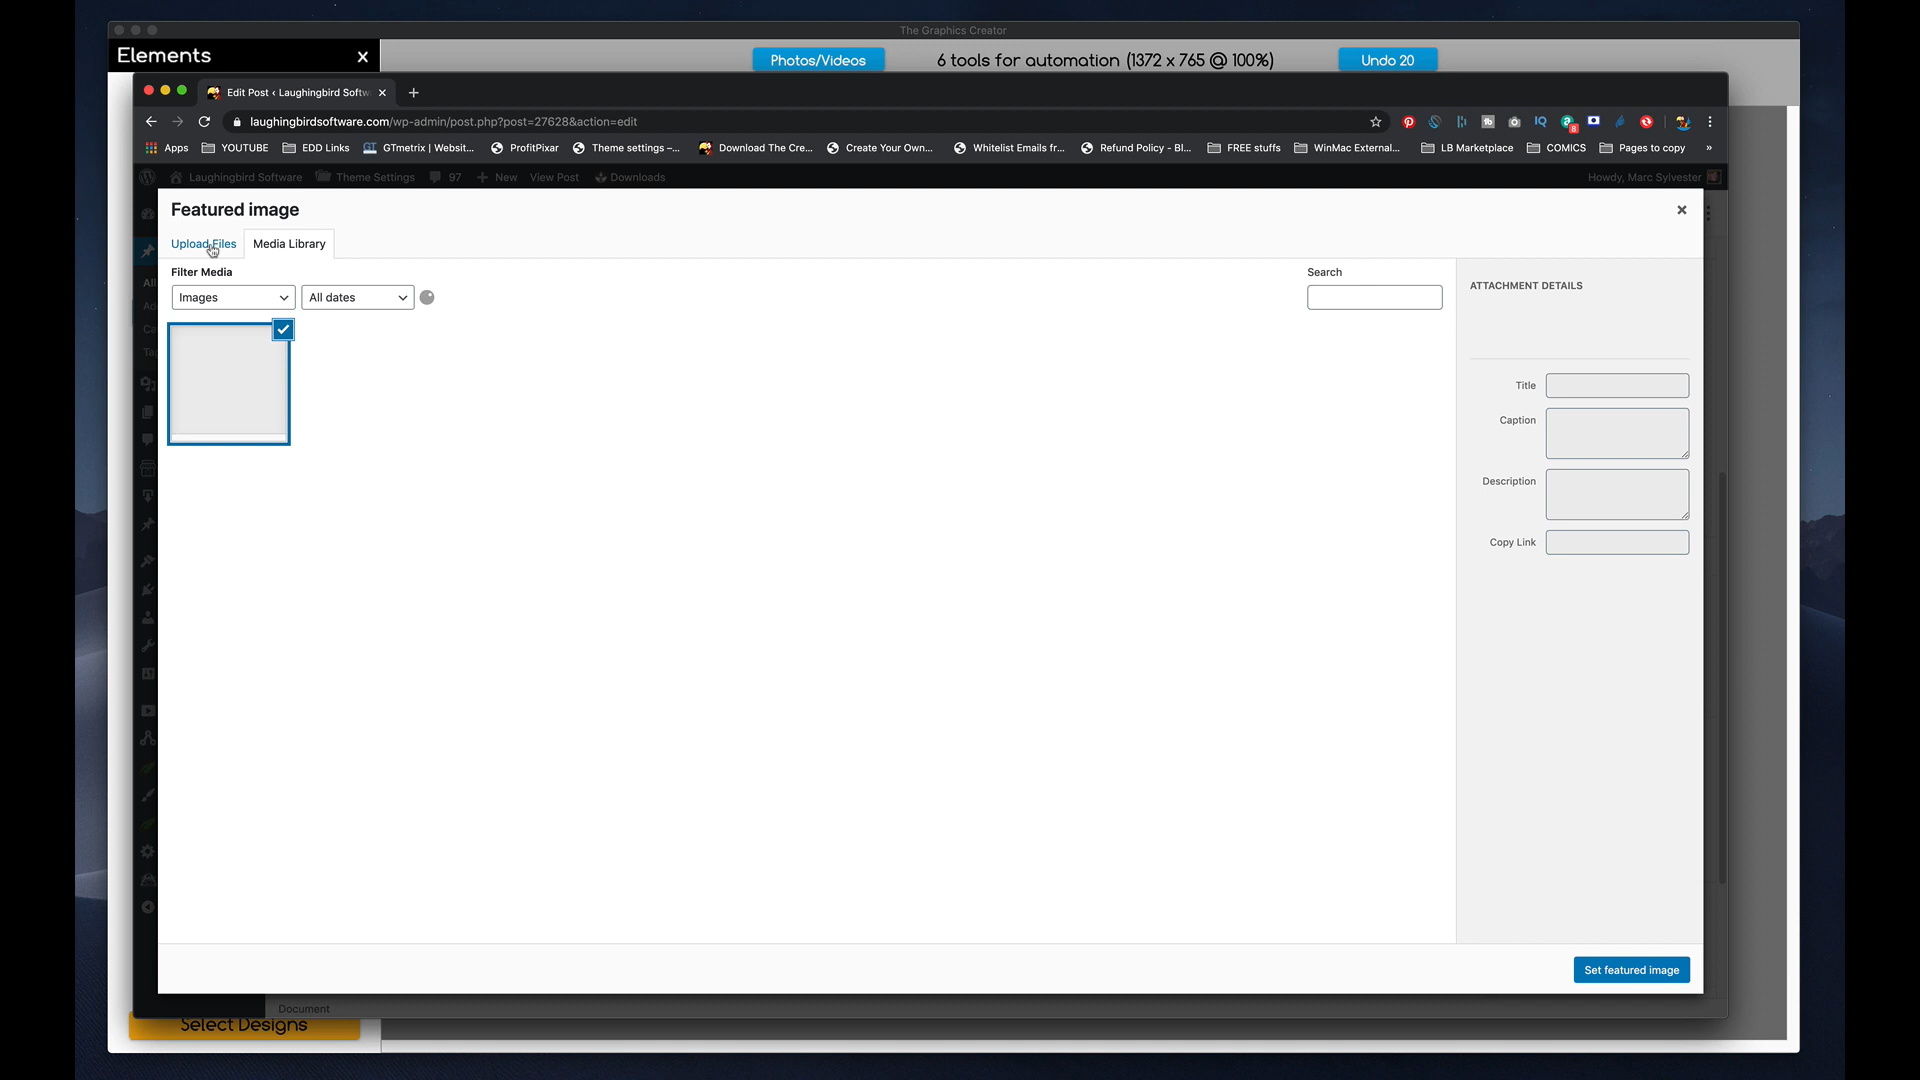 The Graphics Creator
Elements
X
Photos/Videos
6 tools for automation (1372 x 765 @ 100%)
Undo 20
Edit Post ‹ Laughingbird Softw
laughingbirdsoftware.com/wp-admin/post.php?post=27628&action=edit
Apps
YOUTUBE
EDD Links
GTmetrix | Websit...
ProfitPixar
Theme settings –...
Download The Cre...
Create Your Own...
Whitelist Emails fr...
Refund Policy - Bl...
FREE stuffs
WinMac External...
LB Marketplace
COMICS
Pages to copy
»
Laughingbird Software
Theme Settings
97
New
View Post
Downloads
Howdy, Marc Sylvester
Featured image
Upload Files
Media Library
Filter Media
Images
All dates
Search
ATTACHMENT DETAILS
Title
Caption
Description
Copy Link
Set featured image
Document
Select Designs